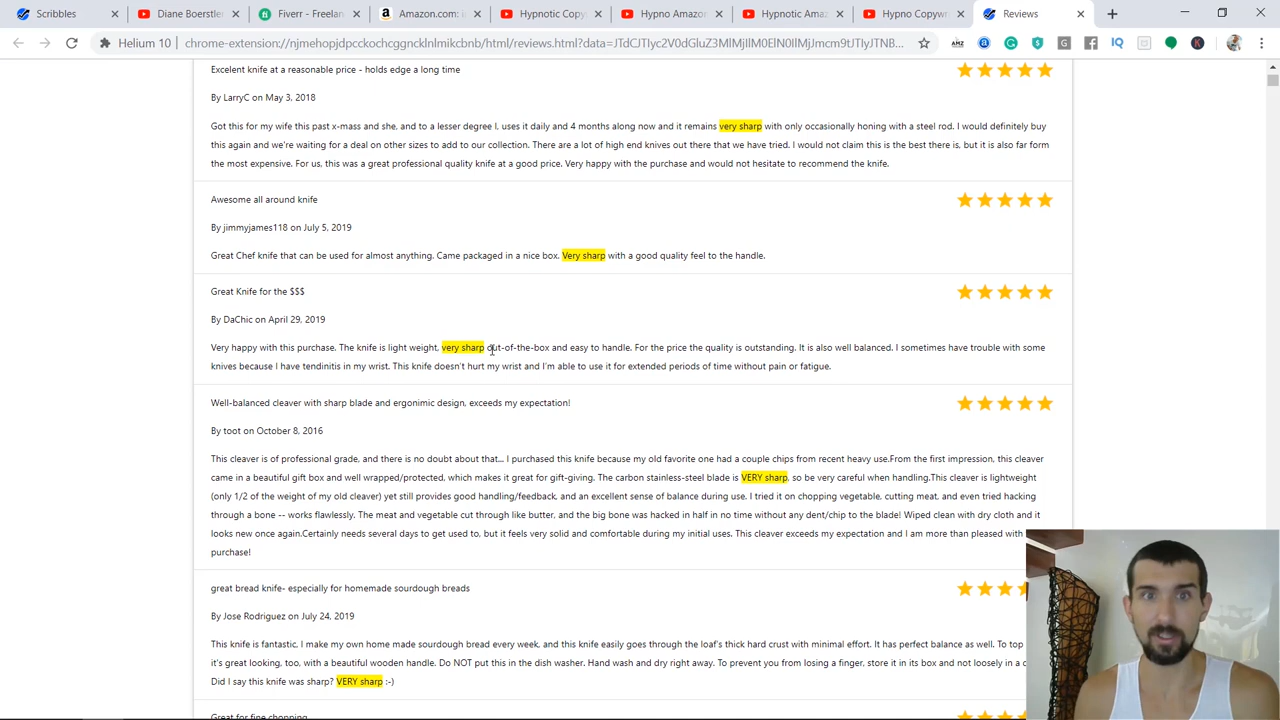 Scribbles
Diane Boerstler
Fiverr - Freelan
Amazon.com:
Hypnotic Cop
Hypno Amazo
Hypnotic Ama
Hypno Copyw
Reviews
Helium 10
Excelent knife at a reasonable price - holds edge a long time
By LarryC on May 3, 2018
Got this for my wife this past x-mass and she, and to a lesser degree I, uses it daily and 4 months along now and it remains very sharp with only occasionally honing with a steel rod. I would definitely buy
this again and we're waiting for a deal on other sizes to add to our collection. There are a lot of high end knives out there that we have tried. I would not claim this is the best there is, but it is also far form
the most expensive. For us, this was a great professional quality knife at a good price. Very happy with the purchase and would not hesitate to recommend the knife.
Awesome all around knife
By jimmyjames118 on July 5, 2019
Great Chef knife that can be used for almost anything. Came packaged in a nice box. Very sharp with a good quality feel to the handle.
Great Knife for the $$$
By DaChic on April 29, 2019
Very happy with this purchase. The knife is light weight, very sharp out-of-the-box and easy to handle. For the price the quality is outstanding. It is also well balanced. I sometimes have trouble with some
knives because I have tendinitis in my wrist. This knife doesn't hurt my wrist and I'm able to use it for extended periods of time without pain or fatigue.
Well-balanced cleaver with sharp blade and ergonimic design, exceeds my expectation!
By toot on October 8, 2016
This cleaver is of professional grade, and there is no doubt about that... I purchased this knife because my old favorite one had a couple chips from recent heavy use.From the first impression, this cleaver
came in a beautiful gift box and well wrapped/protected, which makes it great for gift-giving. The carbon stainless-steel blade is VERY sharp, so be very careful when handling.This cleaver is lightweight
(only 1/2 of the weight of my old cleaver) yet still provides good handling/feedback, and an excellent sense of balance during use. I tried it on chopping vegetable, cutting meat, and even tried hacking
through a bone -- works flawlessly. The meat and vegetable cut through like butter, and the big bone was hacked in half in no time without any dent/chip to the blade! Wiped clean with dry cloth and it
looks new once again.Certainly needs several days to get used to, but it feels very solid and comfortable during my initial uses. This cleaver exceeds my expectation and I am more than pleased with
purchase!
great bread knife- especially for homemade sourdough breads
By Jose Rodriguez on July 24, 2019
This knife is fantastic, I make my own home made sourdough bread every week, and this knife easily goes through the loaf's thick hard crust with minimal effort. It has perfect balance as well. To top
it's great looking, too, with a beautiful wooden handle. Do NOT put this in the dish washer. Hand wash and dry right away. To prevent you from losing a finger, store it in its box and not loosely in a
Did I say this knife was sharp? VERY sharp :-)
Great for fine chopping